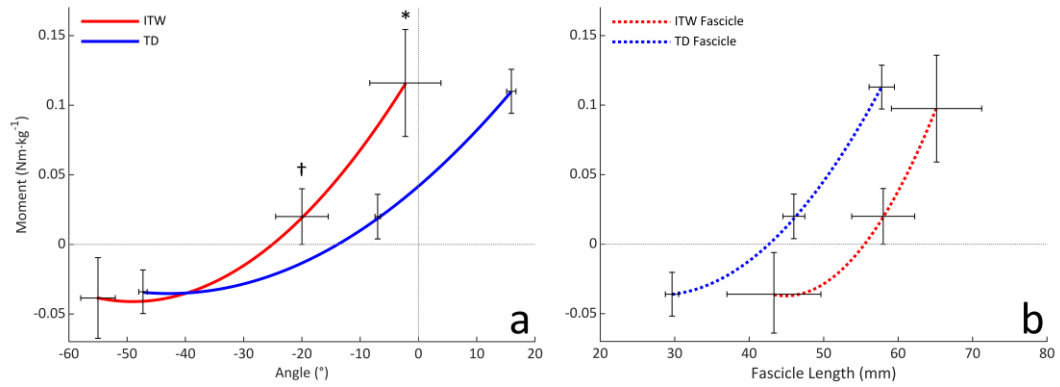 ITW
TD
*
†
0.15
0.1
0.05
0
-0.05
Moment (Nm·kg⁻¹)
-60 -50 -40 -30 -20 -10 0 10 20
Angle (°)
a
ITW Fascicle
TD Fascicle
0.15
0.1
0.05
0
-0.05
20 30 40 50 60 70 80
Fascicle Length (mm)
b